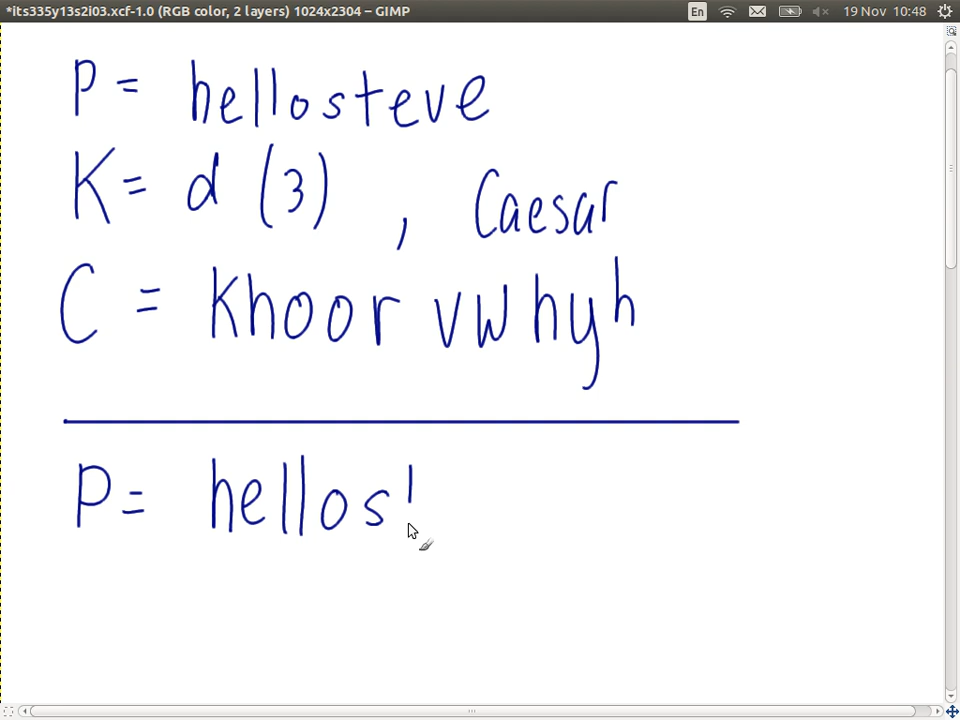 *its335y13s2i03.xcf-1.0 (RGB color, 2 layers) 1024x2304 – GIMP En 19 Nov 10:48
P = hellosteve
K = d (3) , Caesar
C = Khoor vwhyh
P = hellos